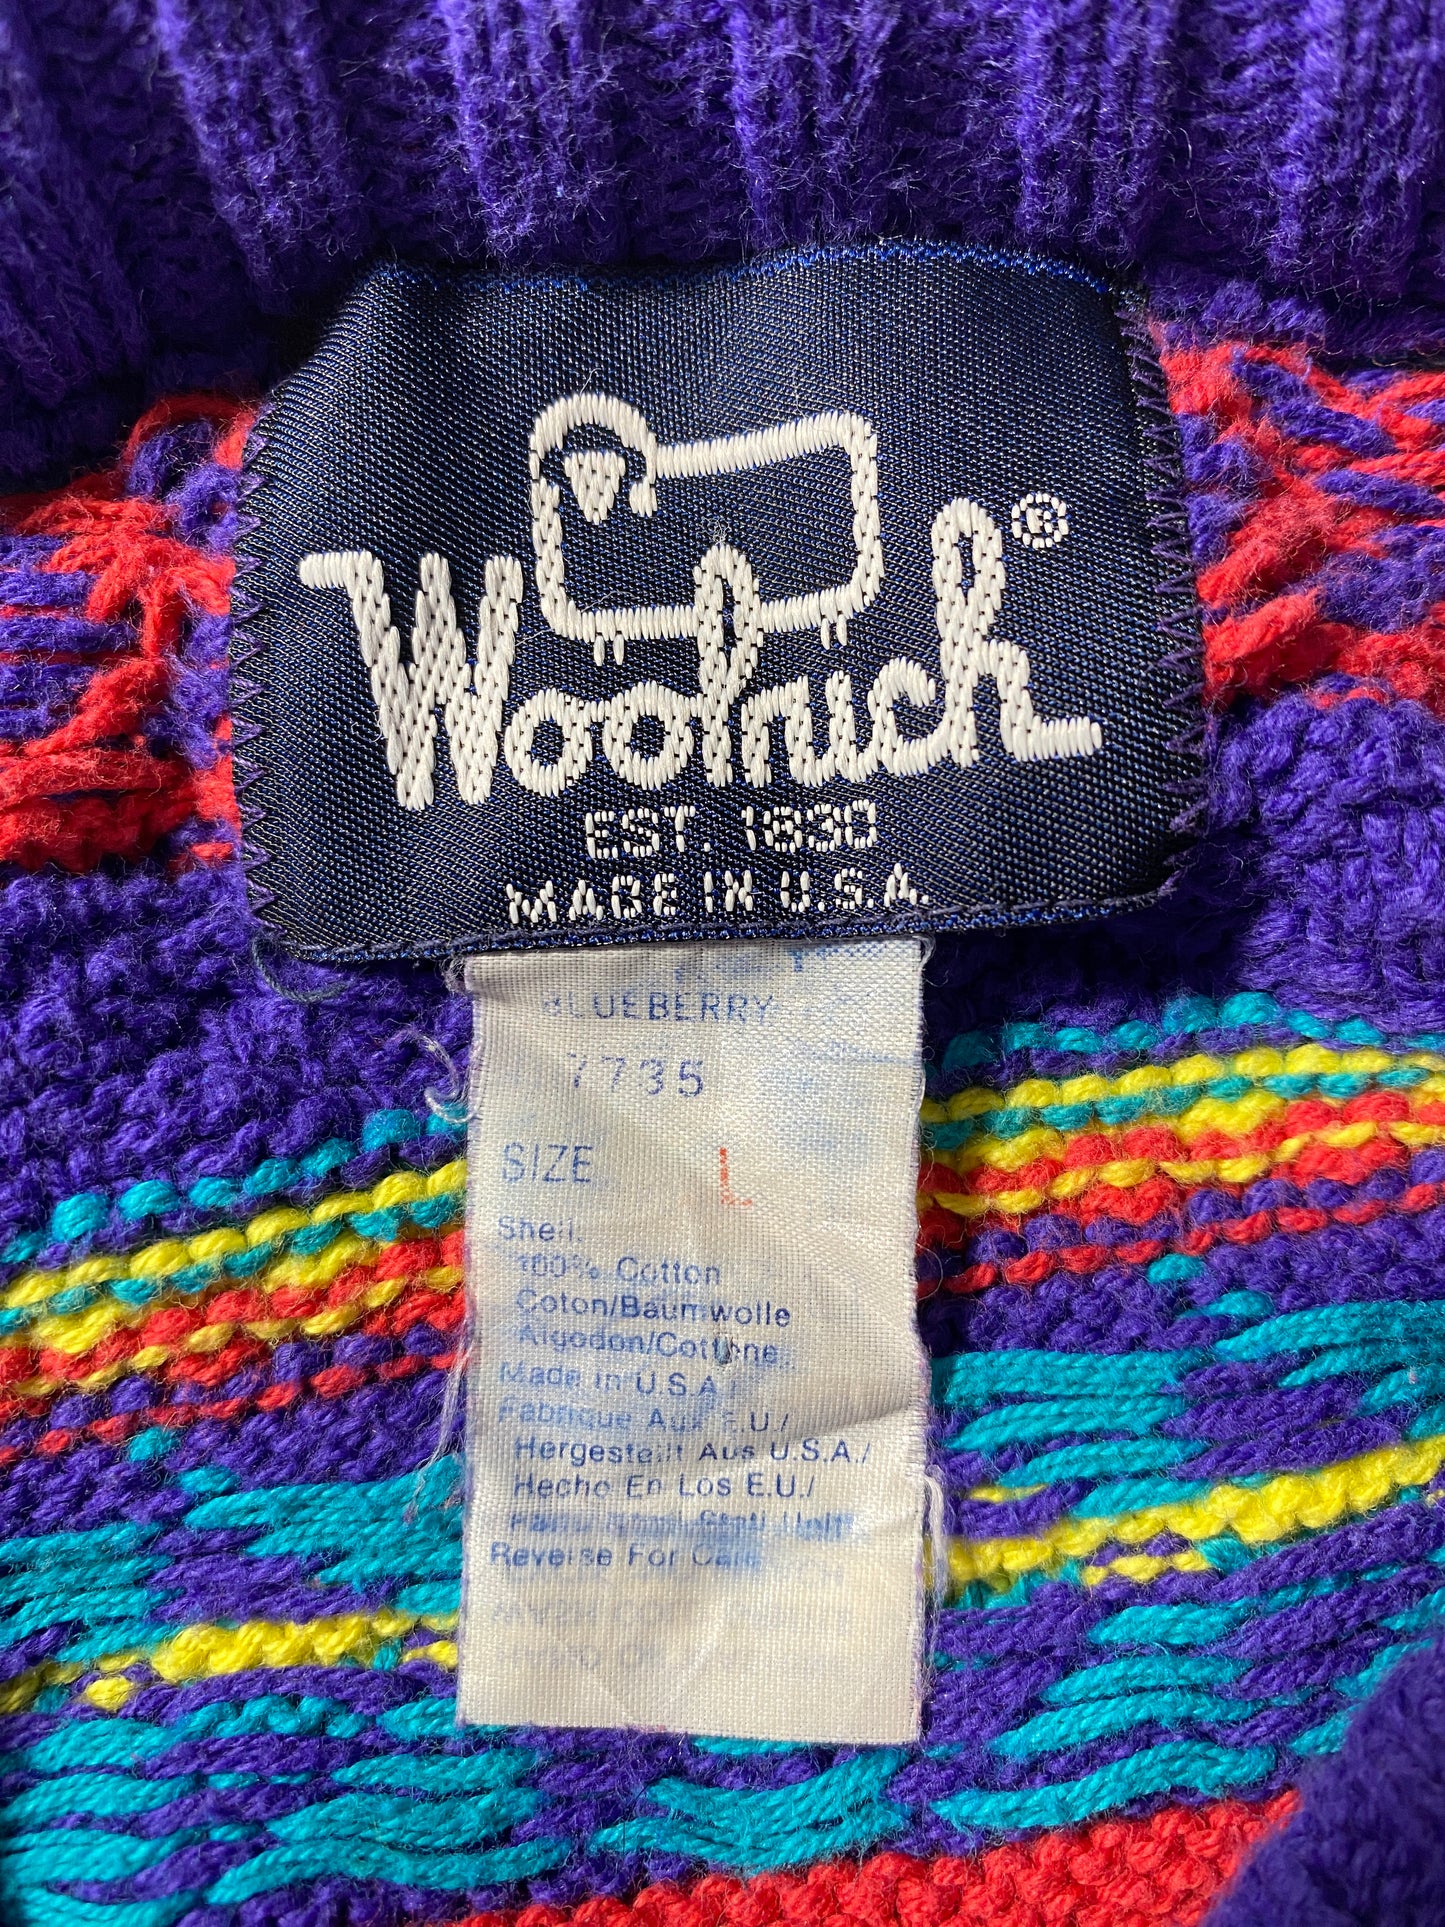 Woolrich®
EST. 1830
MADE IN U.S.A.
BLUEBERRY
7735
SIZE L
Shell:
100% Cotton
Coton/Baumwolle
Algodon/Cottone
Made in U.S.A./
Fabrique Aux E.U./
Hergestellt Aus U.S.A./
Hecho En Los E.U./
Reverse For Care